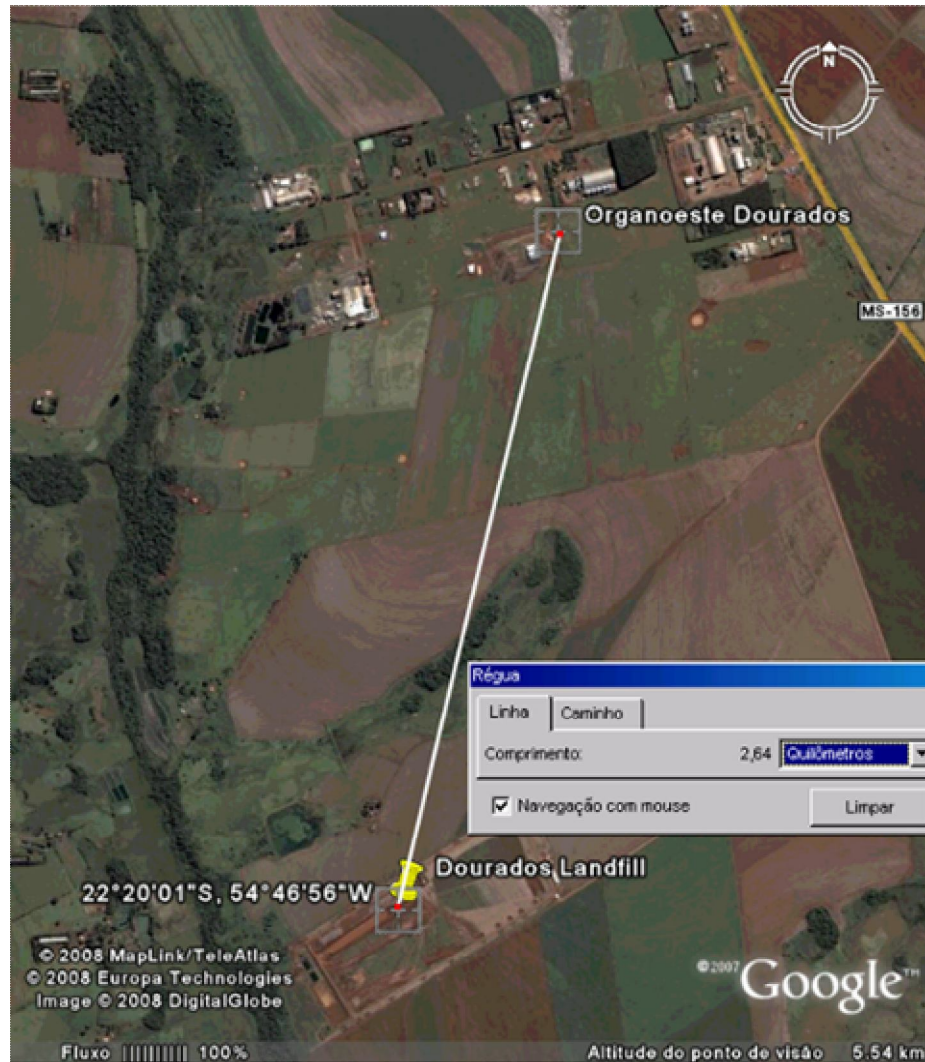 N
Organoeste Dourados
MS-156
Régua
Linha
Caminho
Comprimento:
2,64
Quilômetros
Navegação com mouse
Limpar
Dourados Landfill
22°20'01"S, 54°46'56"W
© 2008 MapLink/TeleAtlas
© 2008 Europa Technologies
Image © 2008 DigitalGlobe
©2007 Google™
Fluxo |||||||||| 100%
Altitude do ponto de visão 5.54 km